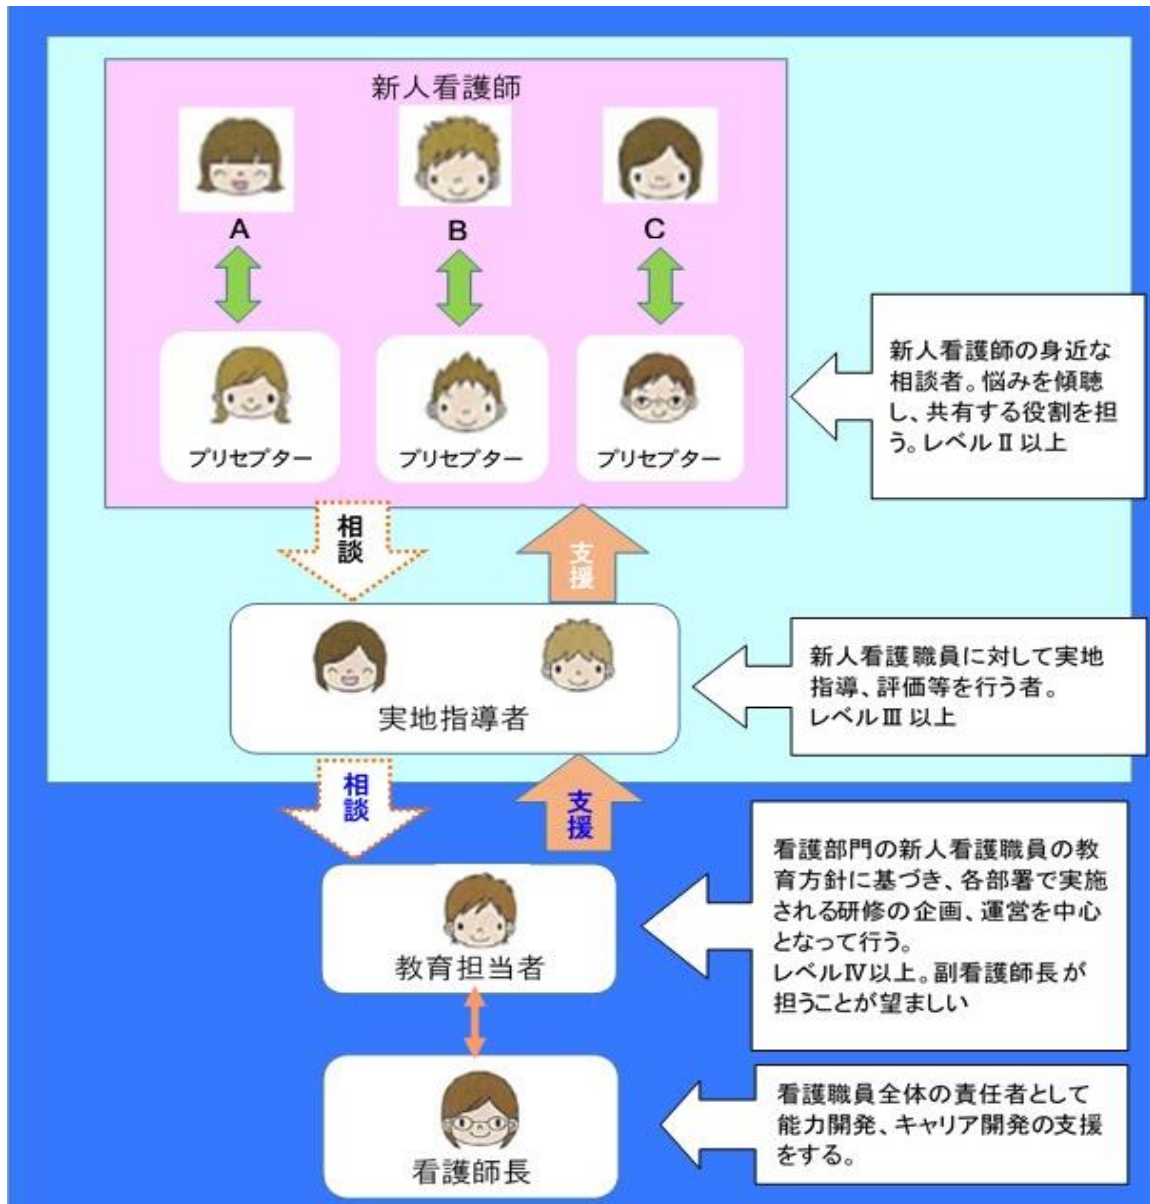 新人看護師
A
B
C
プリセプター
プリセプター
プリセプター
新人看護師の身近な
相談者。悩みを傾聴
し、共有する役割を担
う。レベルⅡ以上
相談
支援
実地指導者
新人看護職員に対して実地
指導、評価等を行う者。
レベルⅢ以上
相談
支援
教育担当者
看護部門の新人看護職員の教
育方針に基づき、各部署で実施
される研修の企画、運営を中心
となって行う。
レベルⅣ以上。副看護師長が
担うことが望ましい
看護師長
看護職員全体の責任者として
能力開発、キャリア開発の支援
をする。